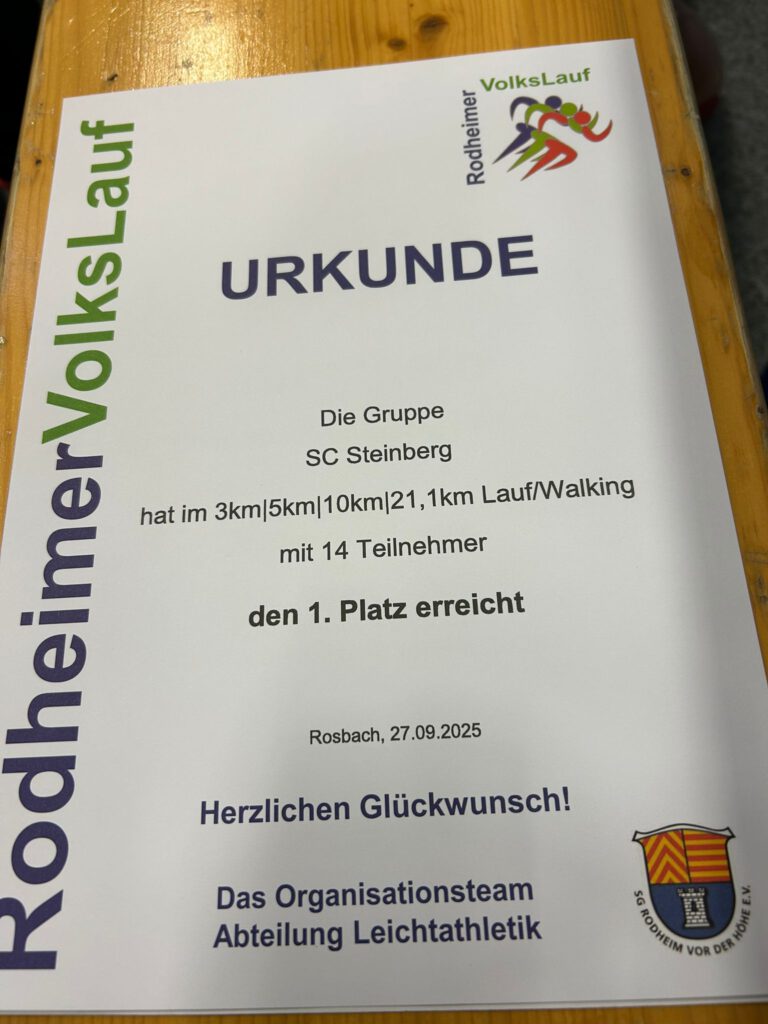 Rodheimer VolksLauf
RodheimerVolksLauf
URKUNDE
Die Gruppe
SC Steinberg
hat im 3km|5km|10km|21,1km Lauf/Walking
mit 14 Teilnehmer
den 1. Platz erreicht
Rosbach, 27.09.2025
Herzlichen Glückwunsch!
Das Organisationsteam
Abteilung Leichtathletik
SG RODHEIM VOR DER HÖHE E.V.